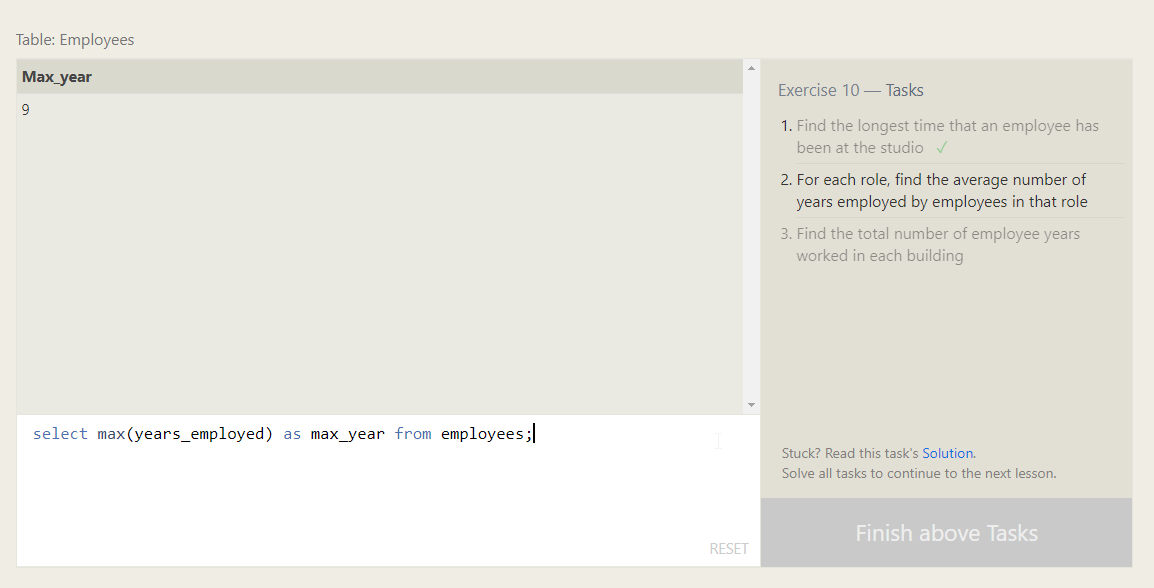 Table: Employees
Max_year
9
select max(years_employed) as max_year from employees;
RESET
Exercise 10 — Tasks
1. Find the longest time that an employee has
been at the studio ✓
2. For each role, find the average number of
years employed by employees in that role
3. Find the total number of employee years
worked in each building
Stuck? Read this task's Solution.
Solve all tasks to continue to the next lesson.
Finish above Tasks